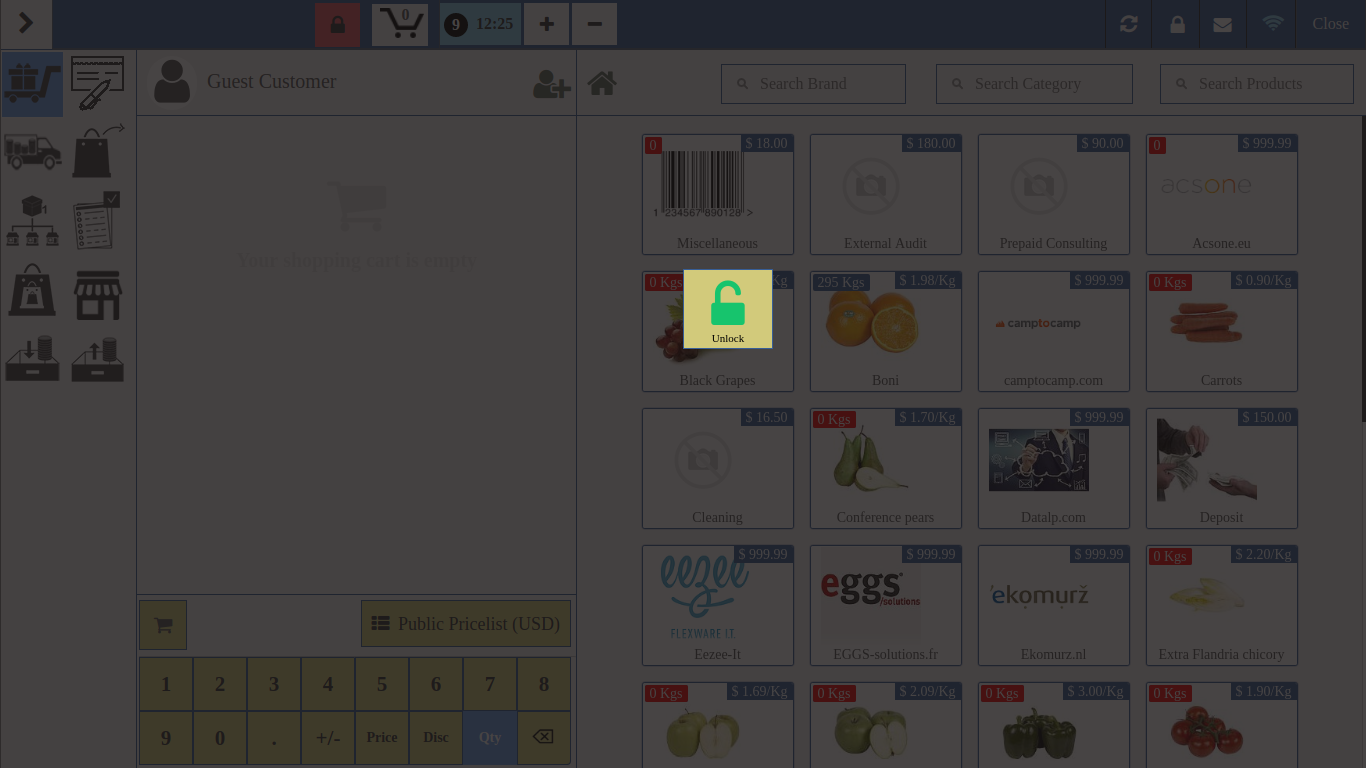 0
9 12:25 + −
Close
Guest Customer
Search Brand
Search Category
Search Products
Your shopping cart is empty
0 $ 18.00
1 234567 890128 >
Miscellaneous
$ 180.00
External Audit
$ 90.00
Prepaid Consulting
0 $ 999.99
acsone
Acsone.eu
0 Kgs Kg
Black Grapes
Unlock
295 Kgs $ 1.98/Kg
Boni
$ 999.99
camptocamp
camptocamp.com
0 Kgs $ 0.90/Kg
Carrots
$ 16.50
Cleaning
0 Kgs $ 1.70/Kg
Conference pears
$ 999.99
Datalp.com
$ 150.00
Deposit
$ 999.99
eezee
FLEXWARE I.T.
Eezee-It
$ 999.99
eggs
/solutions
EGGS-solutions.fr
$ 999.99
ekomurż
Ekomurz.nl
0 Kgs $ 2.20/Kg
Extra Flandria chicory
0 Kgs $ 1.69/Kg
0 Kgs $ 2.09/Kg
0 Kgs $ 3.00/Kg
0 Kgs $ 1.90/Kg
Public Pricelist (USD)
1 2 3 4 5 6 7 8
9 0 . +/- Price Disc Qty